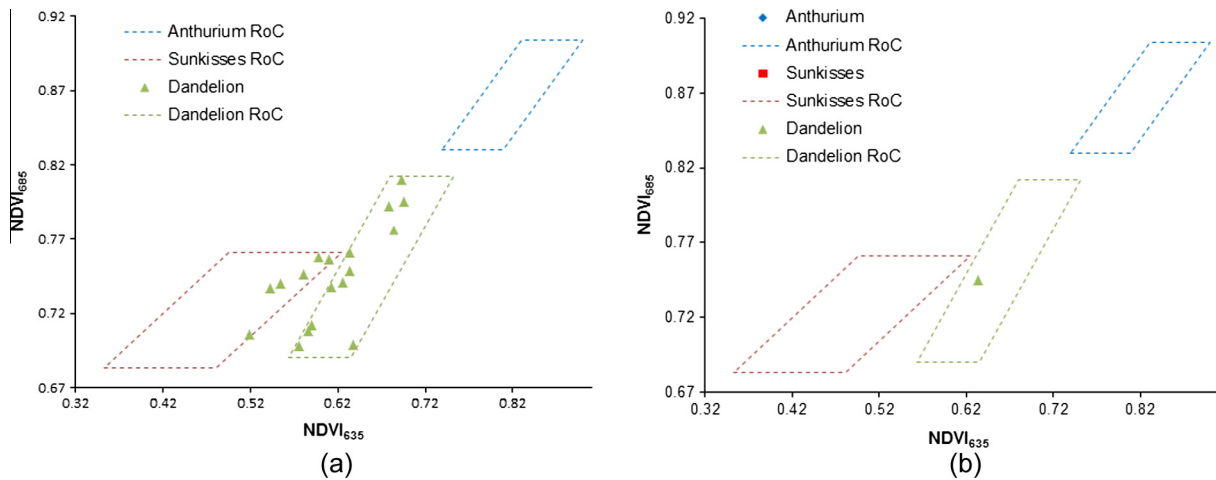 0.92
0.87
0.82
0.77
0.72
0.67
NDVI685
Anthurium RoC
Sunkisses RoC
Dandelion
Dandelion RoC
0.32 0.42 0.52 0.62 0.72 0.82
NDVI635
(a)
0.92
0.87
0.82
0.77
0.72
0.67
NDVI685
Anthurium
Anthurium RoC
Sunkisses
Sunkisses RoC
Dandelion
Dandelion RoC
0.32 0.42 0.52 0.62 0.72 0.82
NDVI635
(b)